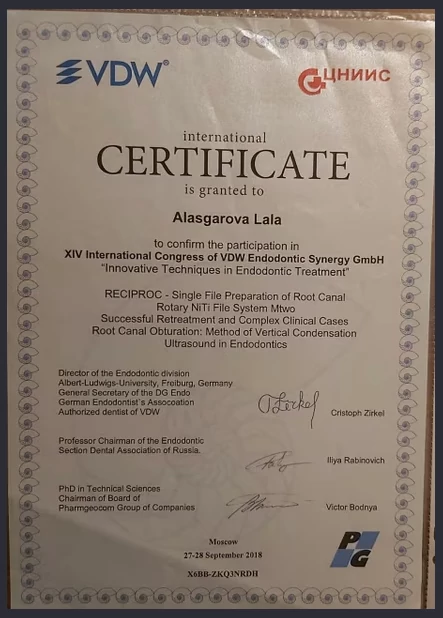 VDW®
ЦНИИС
international
CERTIFICATE
is granted to
Alasgarova Lala
to confirm the participation in
XIV International Congress of VDW Endodontic Synergy GmbH
"Innovative Techniques in Endodontic Treatment"
RECIPROC - Single File Preparation of Root Canal
Rotary NiTi File System Mtwo
Successful Retreatment and Complex Clinical Cases
Root Canal Obturation: Method of Vertical Condensation
Ultrasound in Endodontics
Director of the Endodontic division
Albert-Ludwigs-University, Freiburg, Germany
General Secretary of the DG Endo
German Endodontist`s Assocoation
Authorized dentist of VDW
Cristoph Zirkel
Professor Chairman of the Endodontic
Section Dental Association of Russia.
Iliya Rabinovich
PhD in Technical Sciences
Chairman of Board of
Pharmgeocom Group of Companies
Victor Bodnya
Moscow
27-28 September 2018
X6BB-ZKQ3NRDH
PG